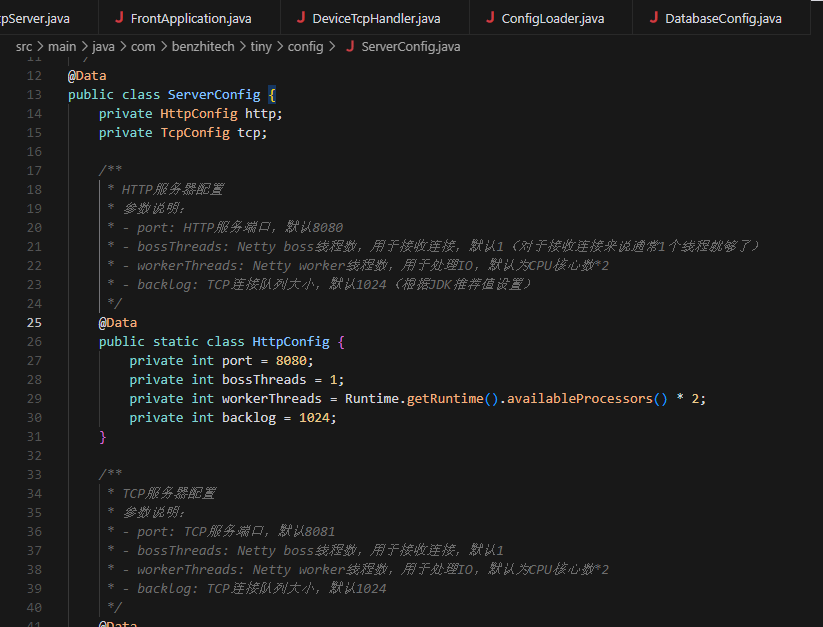 pServer.java J FrontApplication.java J DeviceTcpHandler.java J ConfigLoader.java J DatabaseConfig.java
src > main > java > com > benzhitech > tiny > config > J ServerConfig.java
11 */
12 @Data
13 public class ServerConfig {
14 private HttpConfig http;
15 private TcpConfig tcp;
16
17 /**
18 * HTTP服务器配置
19 * 参数说明：
20 * - port: HTTP服务端口，默认8080
21 * - bossThreads: Netty boss线程数，用于接收连接，默认1（对于接收连接来说通常1个线程就够了）
22 * - workerThreads: Netty worker线程数，用于处理IO，默认为CPU核心数*2
23 * - backlog: TCP连接队列大小，默认1024（根据JDK推荐值设置）
24 */
25 @Data
26 public static class HttpConfig {
27 private int port = 8080;
28 private int bossThreads = 1;
29 private int workerThreads = Runtime.getRuntime().availableProcessors() * 2;
30 private int backlog = 1024;
31 }
32
33 /**
34 * TCP服务器配置
35 * 参数说明：
36 * - port: TCP服务端口，默认8081
37 * - bossThreads: Netty boss线程数，用于接收连接，默认1
38 * - workerThreads: Netty worker线程数，用于处理IO，默认为CPU核心数*2
39 * - backlog: TCP连接队列大小，默认1024
40 */
41 @Data